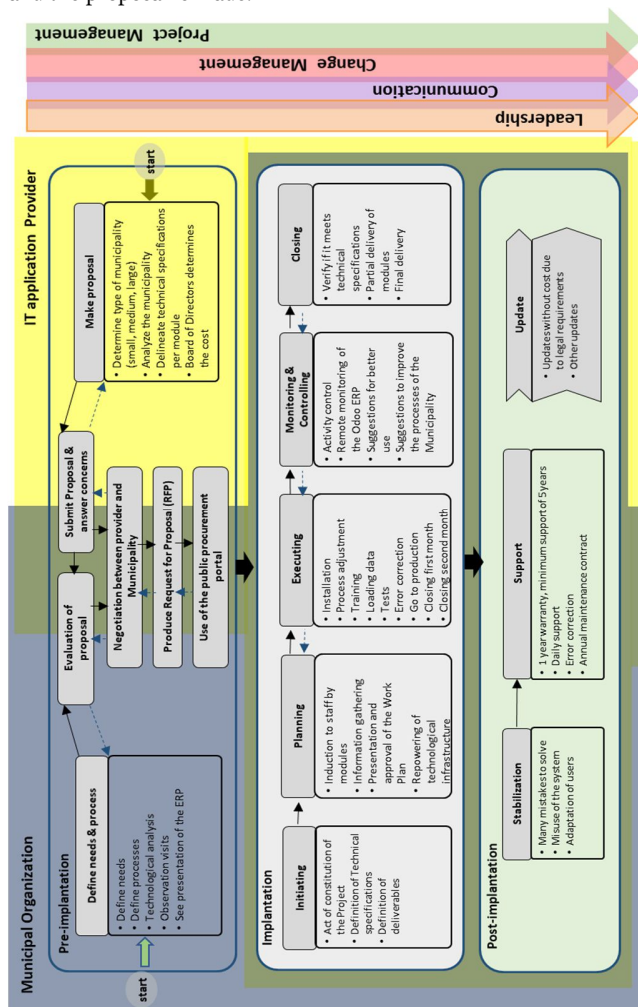 and the proposal is made.
Municipal Organization
IT application Provider
Pre-implantation
start
Define needs & process
• Define needs
• Define processes
• Technological analysis
• Observation visits
• See presentation of the ERP
Evaluation of
proposal
Submit Proposal &
answer concerns
Negotiation between provider and
Municipality
Produce Request for Proposal (RFP)
Use of the public procurement
portal
Make proposal
• Determine type of municipality
(small, medium, large)
• Analyze the municipality
• Delineate technical specifications
per module
• Board of Directors determines
the cost
start
Implantation
Initiating
• Act of constitution of
the Project
• Definition of Technical
specifications
• Definition of
deliverables
Planning
• Induction to staff by
modules
• Information gathering
• Presentation and
approval of the Work
Plan
• Repowering of
technological
infrastructure
Executing
• Installation
• Process adjustment
• Training
• Loading data
• Tests
• Error correction
• Go to production
• Closing first month
• Closing second month
Monitoring &
Controlling
• Activity control
• Remote monitoring of
the Odoo ERP
• Suggestions for better
use
• Suggestions to improve
the processes of the
Municipality
Closing
• Verify if it meets
technical
specifications
• Partial delivery of
modules
• Final delivery
Post-implantation
Stabilization
• Many mistakes to solve
• Misuse of the system
• Adaptation of users
Support
• 1 year warranty, minimum support of 5 years
• Daily support
• Error correction
• Annual maintenance contract
Update
• Updates without cost due
to legal requirements
• Other updates
Leadership
Communication
Change Management
Project Management